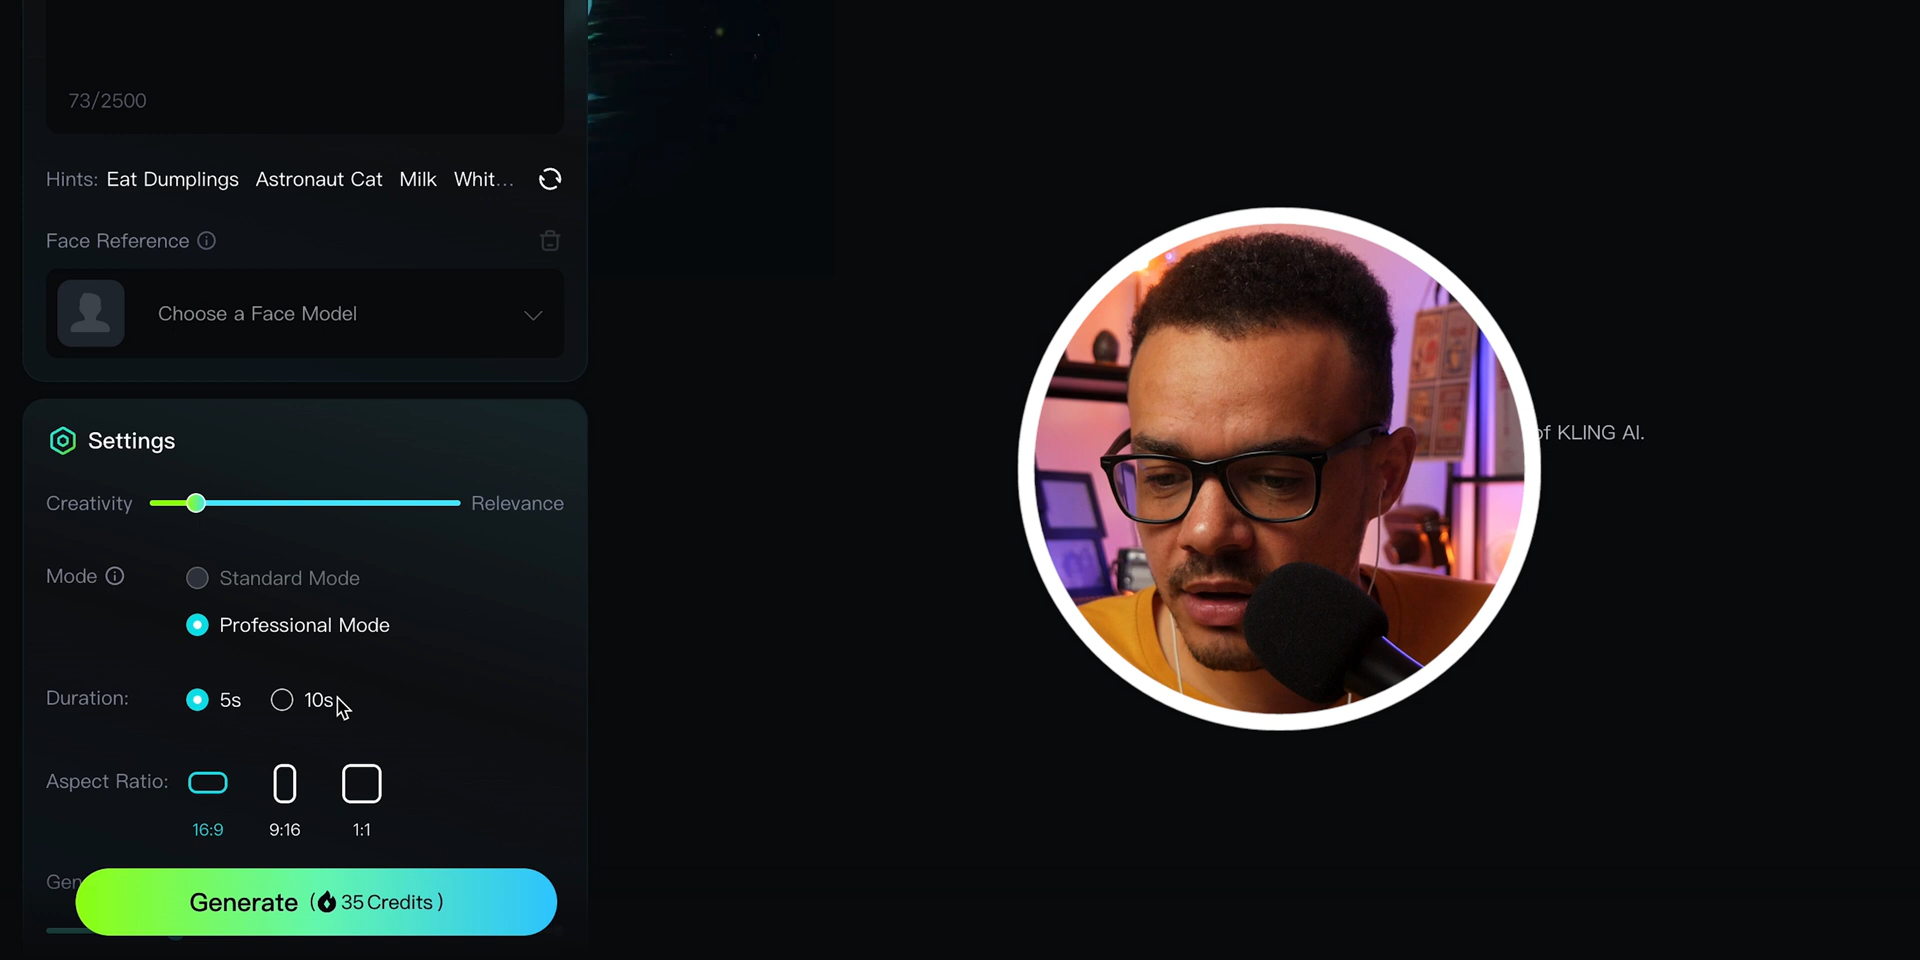 73/2500
Hints: Eat Dumplings Astronaut Cat Milk Whit...
Face Reference
Choose a Face Model
Settings
Creativity Relevance
Mode Standard Mode
Professional Mode
Duration: 5s 10s
Aspect Ratio:
16:9 9:16 1:1
Gen
Generate ( 35 Credits )
of KLING AI.